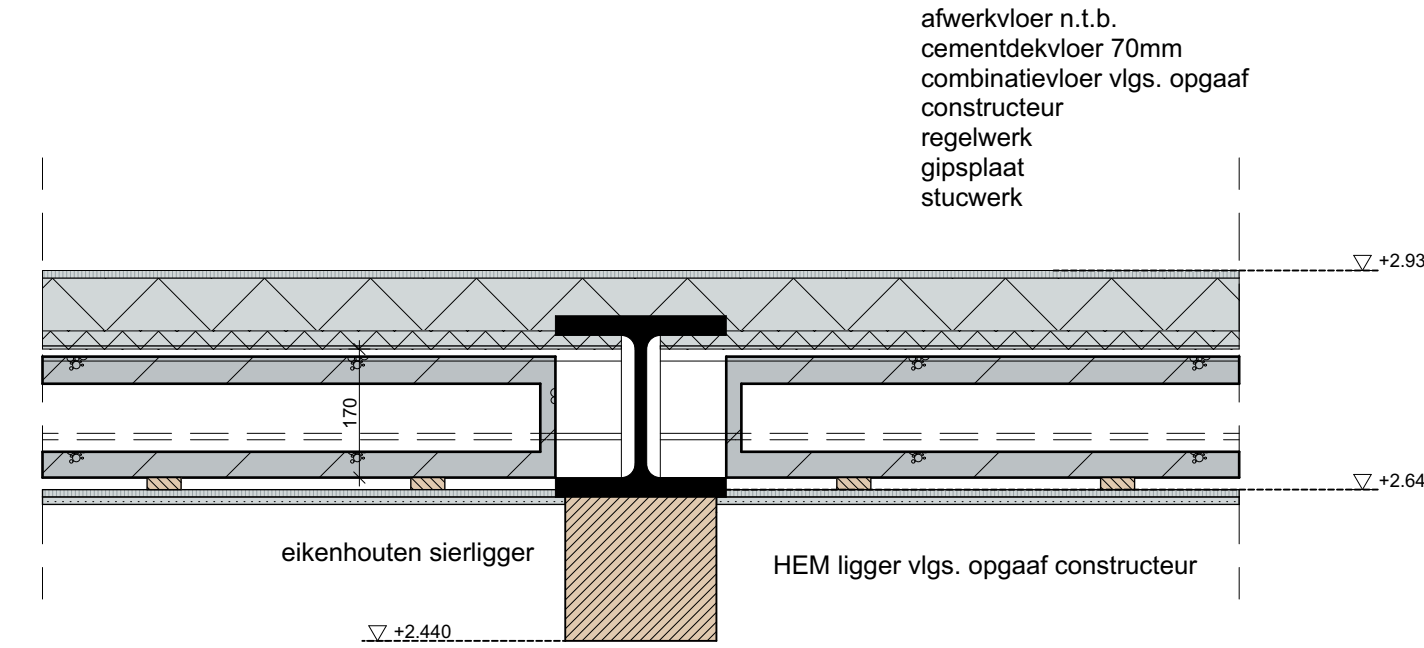 afwerkvloer n.t.b.
cementdekvloer 70mm
combinatievloer vlgs. opgaaf
constructeur
regelwerk
gipsplaat
stucwerk
+2.93
170
+2.64
eikenhouten sierligger
HEM ligger vlgs. opgaaf constructeur
+2.440